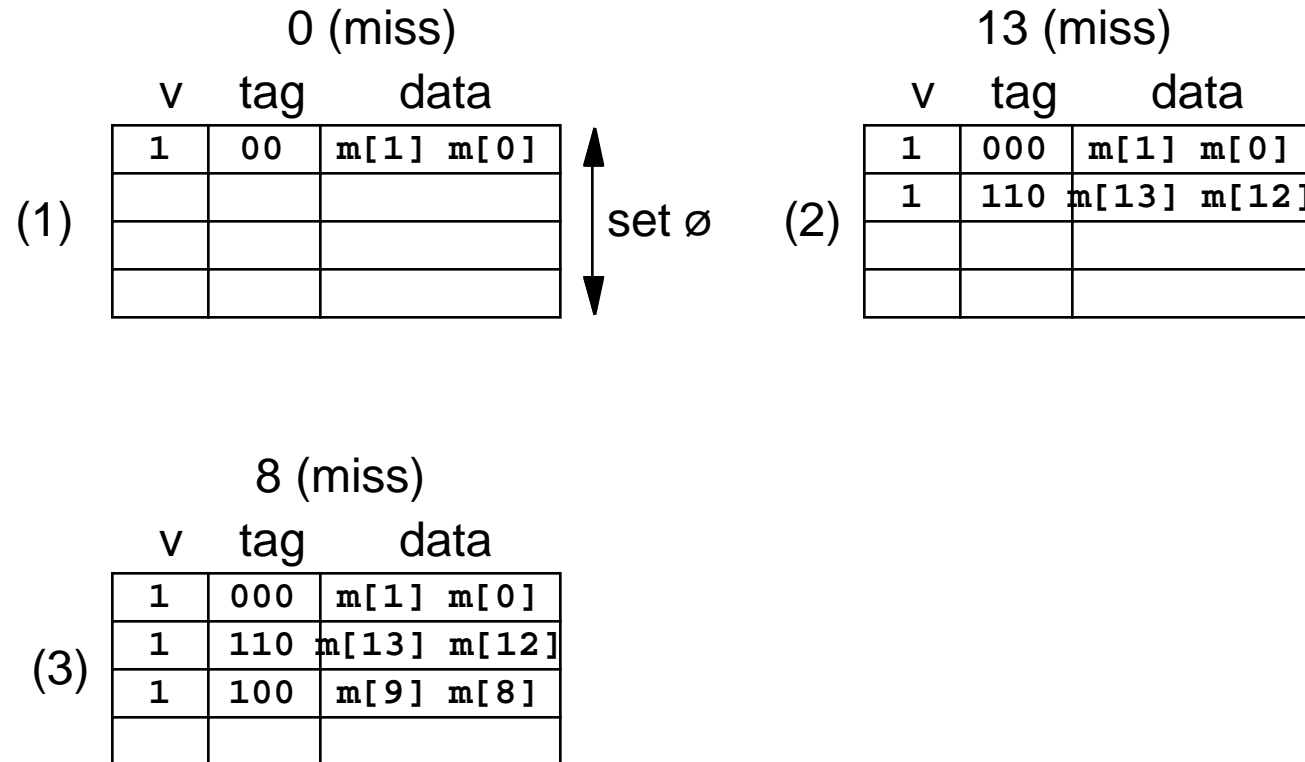 0 (miss)
v tag data
1 00 m[1] m[0]
(1)
set ø
13 (miss)
v tag data
1 000 m[1] m[0]
1 110 m[13] m[12]
(2)
8 (miss)
v tag data
1 000 m[1] m[0]
1 110 m[13] m[12]
(3)
1 100 m[9] m[8]